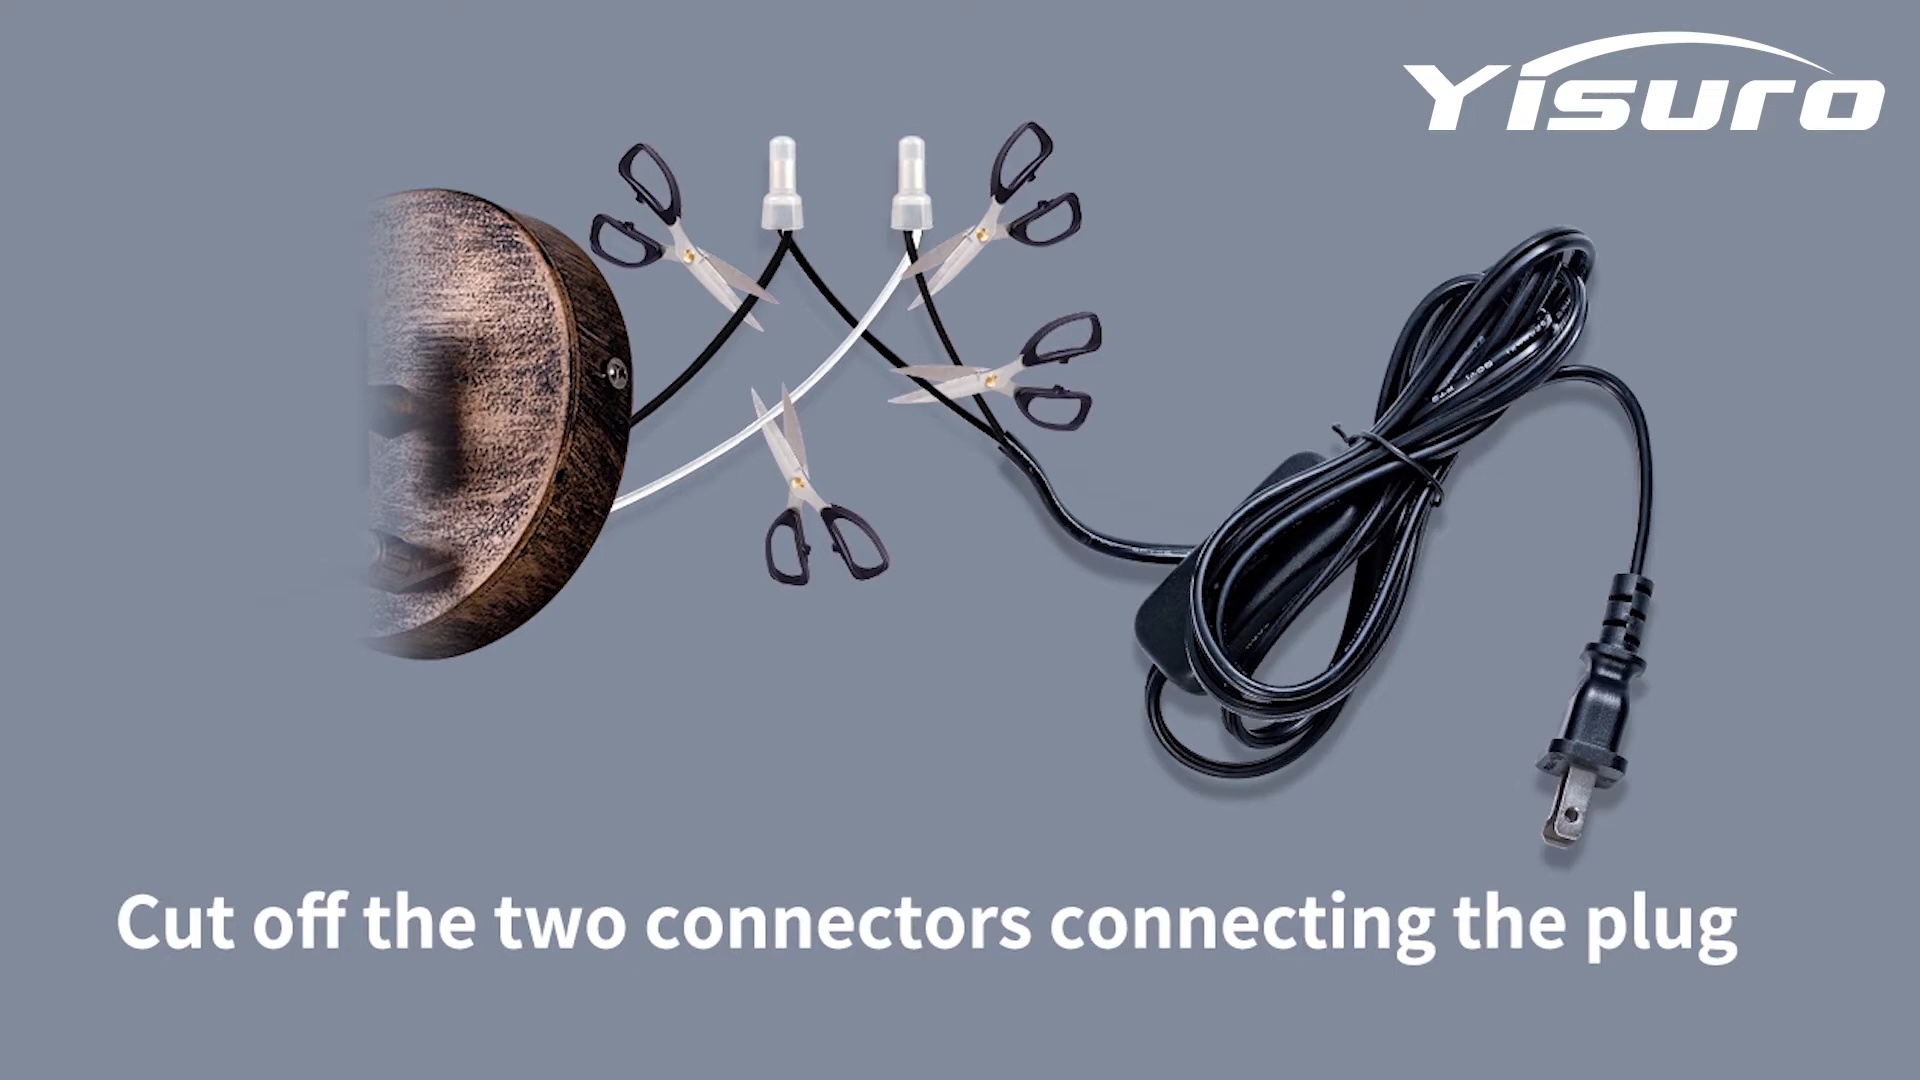 Yisuro
Cut off the two connectors connecting the plug